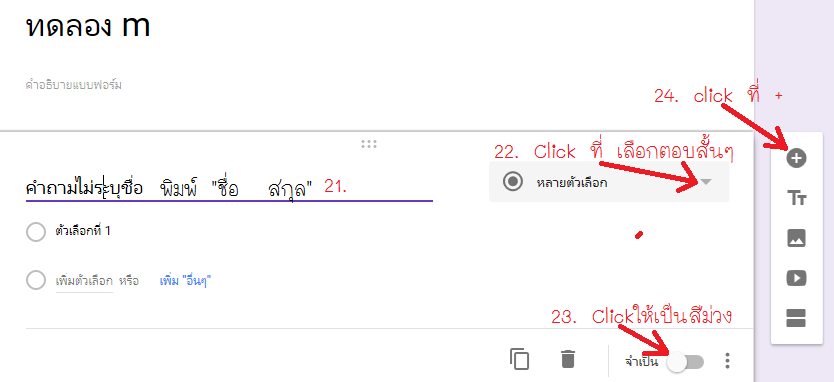 ทดลอง m
คำอธิบายแบบฟอร์ม
24. click ที่ +
22. Click ที่ เลือกตอบสั้นๆ
คำถามไม่ระบุชื่อ พิมพ์ "ชื่อ สกุล" 21.
หลายตัวเลือก
ตัวเลือกที่ 1
เพิ่มตัวเลือก หรือ เพิ่ม "อื่นๆ"
23. Clickให้เป็นสีม่วง
จำเป็น